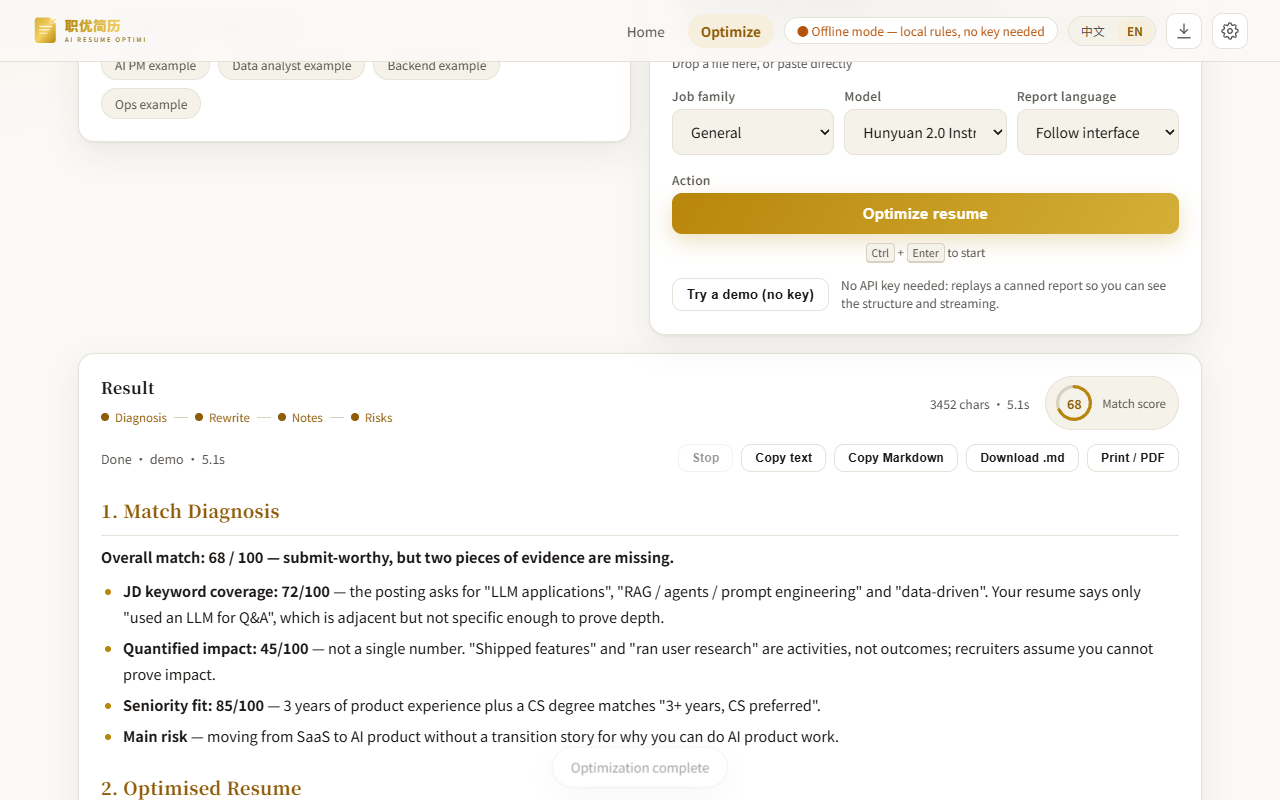 职优简历
AI RESUME OPTIMI
Home
Optimize
Offline mode — local rules, no key needed
中文
EN
AI PM example
Data analyst example
Backend example
Ops example
Drop a file here, or paste directly
Job family
Model
Report language
General
Hunyuan 2.0 Instr
Follow interface
Action
Optimize resume
Ctrl + Enter to start
Try a demo (no key)
No API key needed: replays a canned report so you can see
the structure and streaming.
Result
Diagnosis — Rewrite — Notes — Risks
3452 chars · 5.1s
68
Match score
Done · demo · 5.1s
Stop
Copy text
Copy Markdown
Download .md
Print / PDF
1. Match Diagnosis
Overall match: 68 / 100 — submit-worthy, but two pieces of evidence are missing.
JD keyword coverage: 72/100 — the posting asks for "LLM applications", "RAG / agents / prompt engineering" and "data-driven". Your resume says only
"used an LLM for Q&A", which is adjacent but not specific enough to prove depth.
Quantified impact: 45/100 — not a single number. "Shipped features" and "ran user research" are activities, not outcomes; recruiters assume you cannot
prove impact.
Seniority fit: 85/100 — 3 years of product experience plus a CS degree matches "3+ years, CS preferred".
Main risk — moving from SaaS to AI product without a transition story for why you can do AI product work.
Optimization complete
2. Optimised Resume